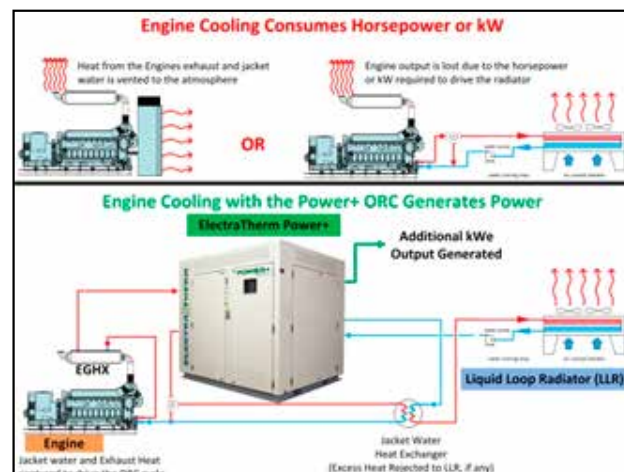 Engine Cooling Consumes Horsepower or kW
Heat from the Engines exhaust and jacket
water is vented to the atmosphere
Engine output is lost due to the horsepower
or kW required to drive the radiator
OR
Engine Cooling with the Power+ ORC Generates Power
ElectraTherm Power+
Additional kWe
Output Generated
POWER+
ELECTRATHERM
EGHX
Liquid Loop Radiator (LLR)
Engine
Jacket water and Exhaust Heat
Jacket Water
Heat Exchanger
(Excess Heat Rejected to LLR, if any)